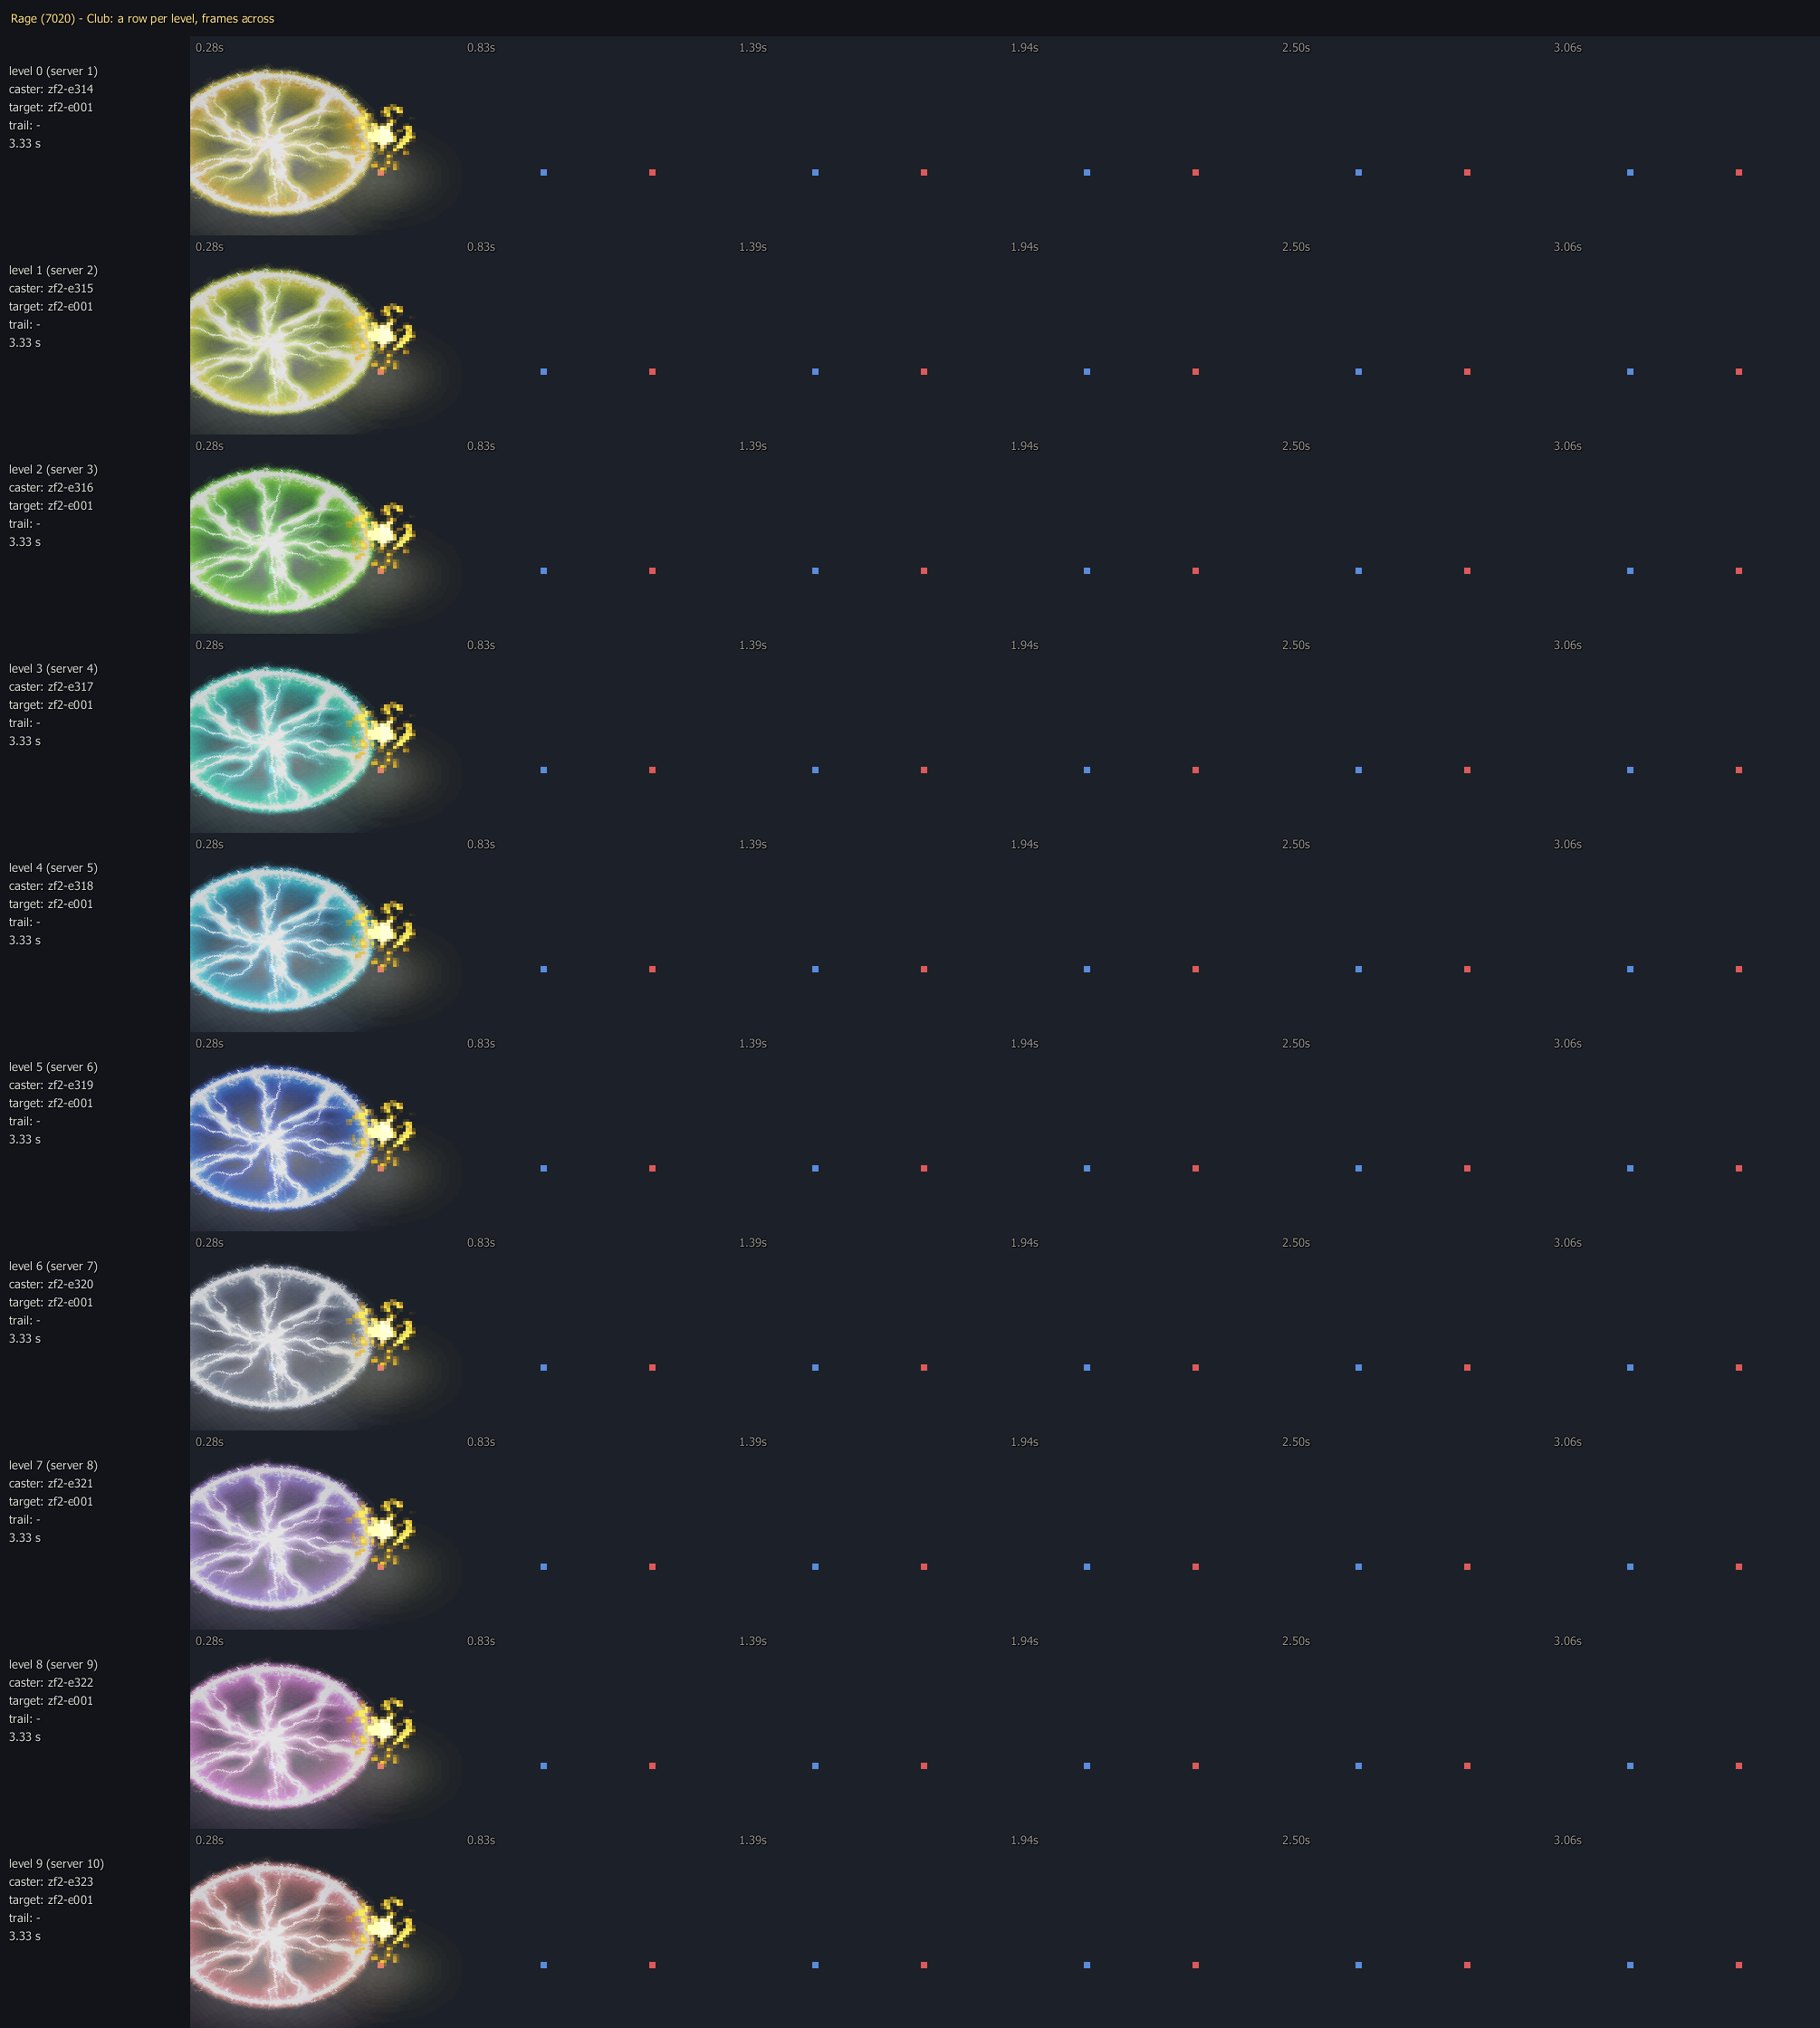 Rage (7020) - Club: a row per level, frames across
0.28s 0.83s 1.39s 1.94s 2.50s 3.06s
level 0 (server 1)
caster: zf2-e314
target: zf2-e001
trail: -
3.33 s
0.28s 0.83s 1.39s 1.94s 2.50s 3.06s
level 1 (server 2)
caster: zf2-e315
target: zf2-e001
trail: -
3.33 s
0.28s 0.83s 1.39s 1.94s 2.50s 3.06s
level 2 (server 3)
caster: zf2-e316
target: zf2-e001
trail: -
3.33 s
0.28s 0.83s 1.39s 1.94s 2.50s 3.06s
level 3 (server 4)
caster: zf2-e317
target: zf2-e001
trail: -
3.33 s
0.28s 0.83s 1.39s 1.94s 2.50s 3.06s
level 4 (server 5)
caster: zf2-e318
target: zf2-e001
trail: -
3.33 s
0.28s 0.83s 1.39s 1.94s 2.50s 3.06s
level 5 (server 6)
caster: zf2-e319
target: zf2-e001
trail: -
3.33 s
0.28s 0.83s 1.39s 1.94s 2.50s 3.06s
level 6 (server 7)
caster: zf2-e320
target: zf2-e001
trail: -
3.33 s
0.28s 0.83s 1.39s 1.94s 2.50s 3.06s
level 7 (server 8)
caster: zf2-e321
target: zf2-e001
trail: -
3.33 s
0.28s 0.83s 1.39s 1.94s 2.50s 3.06s
level 8 (server 9)
caster: zf2-e322
target: zf2-e001
trail: -
3.33 s
0.28s 0.83s 1.39s 1.94s 2.50s 3.06s
level 9 (server 10)
caster: zf2-e323
target: zf2-e001
trail: -
3.33 s